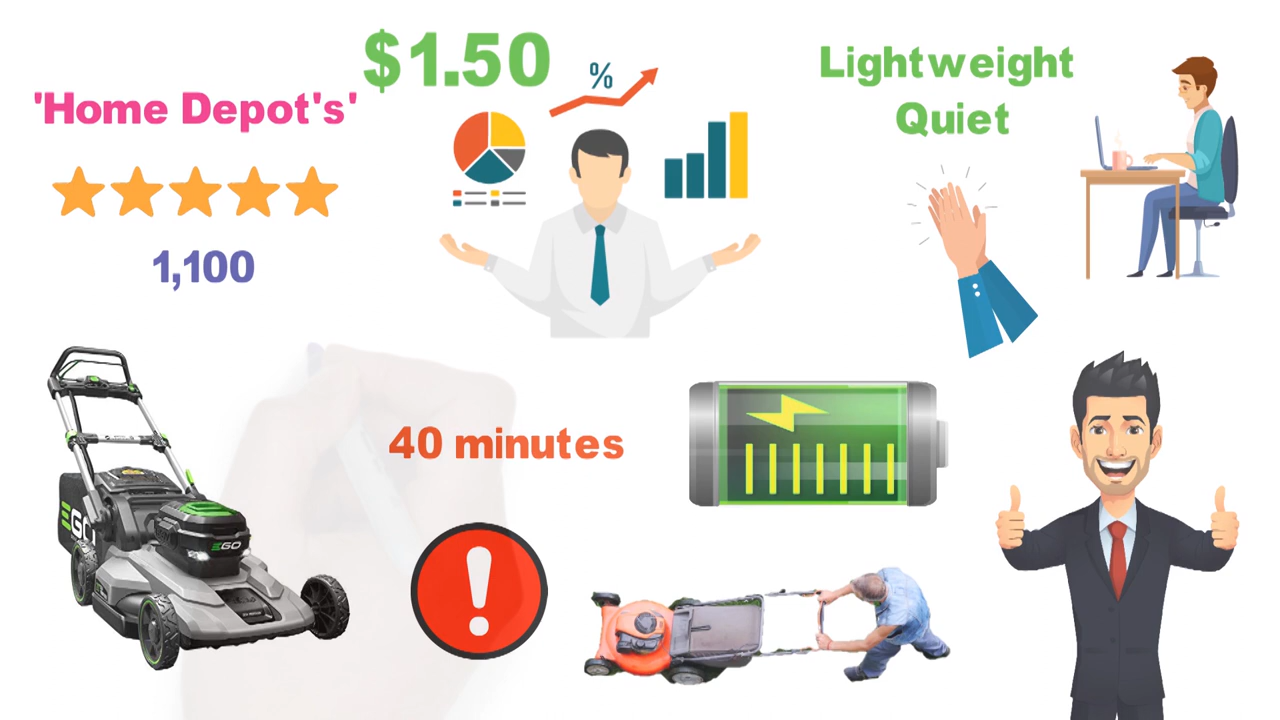 $1.50
%
'Home Depot's'
1,100
Lightweight
Quiet
40 minutes
EGO
EGO